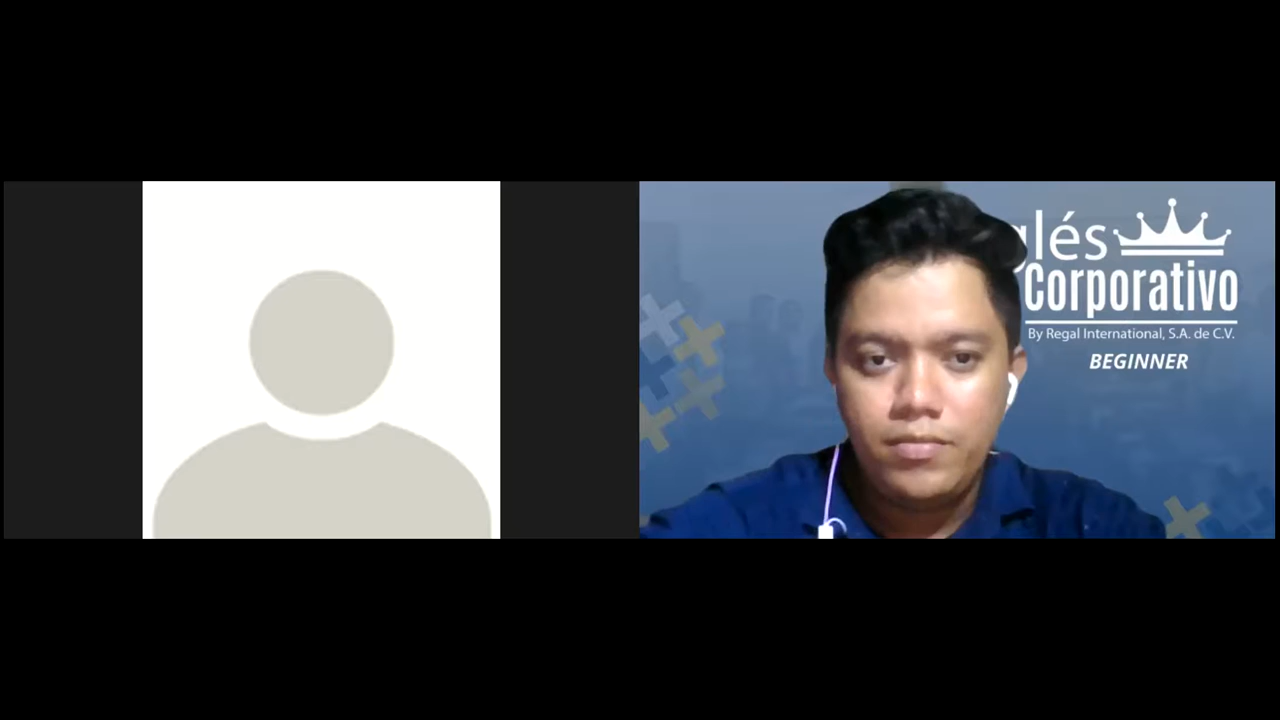 glés
Corporativo
By Regal International, S.A. de C.V.
BEGINNER